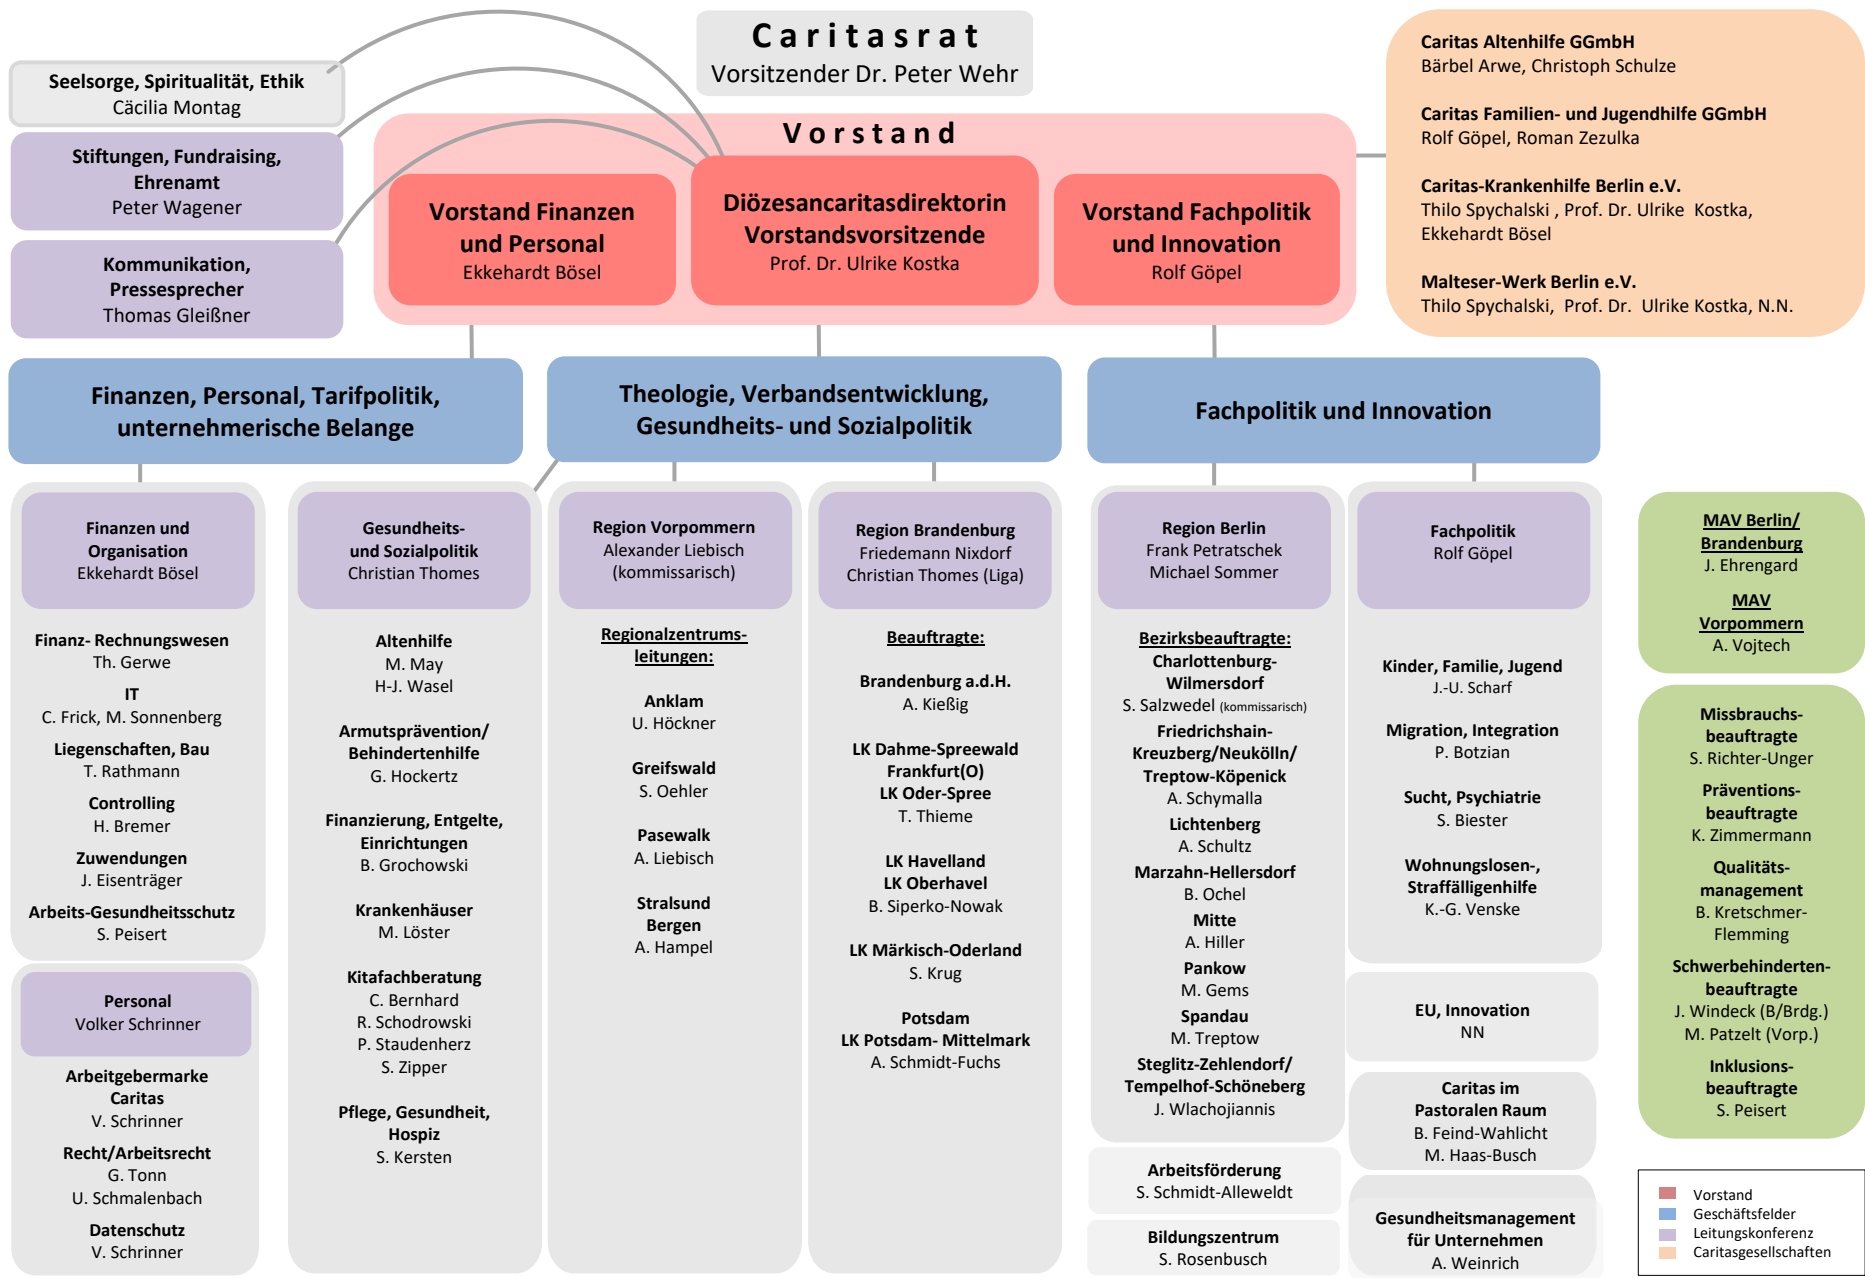 Caritasrat
Vorsitzender Dr. Peter Wehr
Seelsorge, Spiritualität, Ethik
Cäcilia Montag
Stiftungen, Fundraising,
Ehrenamt
Peter Wagener
Kommunikation,
Pressesprecher
Thomas Gleißner
Vorstand
Vorstand Finanzen
und Personal
Ekkehardt Bösel
Diözesancaritasdirektorin
Vorstandsvorsitzende
Prof. Dr. Ulrike Kostka
Vorstand Fachpolitik
und Innovation
Rolf Göpel
Caritas Altenhilfe GGmbH
Bärbel Arwe, Christoph Schulze
Caritas Familien- und Jugendhilfe GGmbH
Rolf Göpel, Roman Zezulka
Caritas-Krankenhilfe Berlin e.V.
Thilo Spychalski , Prof. Dr. Ulrike Kostka,
Ekkehardt Bösel
Malteser-Werk Berlin e.V.
Thilo Spychalski, Prof. Dr. Ulrike Kostka, N.N.
Finanzen, Personal, Tarifpolitik,
unternehmerische Belange
Theologie, Verbandsentwicklung,
Gesundheits- und Sozialpolitik
Fachpolitik und Innovation
Finanzen und
Organisation
Ekkehardt Bösel
Finanz- Rechnungswesen
Th. Gerwe
IT
C. Frick, M. Sonnenberg
Liegenschaften, Bau
T. Rathmann
Controlling
H. Bremer
Zuwendungen
J. Eisenträger
Arbeits-Gesundheitsschutz
S. Peisert
Personal
Volker Schrinner
Arbeitgebermarke
Caritas
V. Schrinner
Recht/Arbeitsrecht
G. Tonn
U. Schmalenbach
Datenschutz
V. Schrinner
Gesundheits-
und Sozialpolitik
Christian Thomes
Altenhilfe
M. May
H-J. Wasel
Armutsprävention/
Behindertenhilfe
G. Hockertz
Finanzierung, Entgelte,
Einrichtungen
B. Grochowski
Krankenhäuser
M. Löster
Kitafachberatung
C. Bernhard
R. Schodrowski
P. Staudenherz
S. Zipper
Pflege, Gesundheit,
Hospiz
S. Kersten
Region Vorpommern
Alexander Liebisch
(kommissarisch)
Regionalzentrums-
leitungen:
Anklam
U. Höckner
Greifswald
S. Oehler
Pasewalk
A. Liebisch
Stralsund
Bergen
A. Hampel
Region Brandenburg
Friedemann Nixdorf
Christian Thomes (Liga)
Beauftragte:
Brandenburg a.d.H.
A. Kießig
LK Dahme-Spreewald
Frankfurt(O)
LK Oder-Spree
T. Thieme
LK Havelland
LK Oberhavel
B. Siperko-Nowak
LK Märkisch-Oderland
S. Krug
Potsdam
LK Potsdam- Mittelmark
A. Schmidt-Fuchs
Region Berlin
Frank Petratschek
Michael Sommer
Bezirksbeauftragte:
Charlottenburg-
Wilmersdorf
S. Salzwedel (kommissarisch)
Friedrichshain-
Kreuzberg/Neukölln/
Treptow-Köpenick
A. Schymalla
Lichtenberg
A. Schultz
Marzahn-Hellersdorf
B. Ochel
Mitte
A. Hiller
Pankow
M. Gems
Spandau
M. Treptow
Steglitz-Zehlendorf/
Tempelhof-Schöneberg
J. Wlachojiannis
Arbeitsförderung
S. Schmidt-Alleweldt
Bildungszentrum
S. Rosenbusch
Fachpolitik
Rolf Göpel
Kinder, Familie, Jugend
J.-U. Scharf
Migration, Integration
P. Botzian
Sucht, Psychiatrie
S. Biester
Wohnungslosen-,
Straffälligenhilfe
K.-G. Venske
EU, Innovation
NN
Caritas im
Pastoralen Raum
B. Feind-Wahlicht
M. Haas-Busch
Gesundheitsmanagement
für Unternehmen
A. Weinrich
MAV Berlin/
Brandenburg
J. Ehrengard
MAV
Vorpommern
A. Vojtech
Missbrauchs-
beauftragte
S. Richter-Unger
Präventions-
beauftragte
K. Zimmermann
Qualitäts-
management
B. Kretschmer-
Flemming
Schwerbehinderten-
beauftragte
J. Windeck (B/Brdg.)
M. Patzelt (Vorp.)
Inklusions-
beauftragte
S. Peisert
Vorstand
Geschäftsfelder
Leitungskonferenz
Caritasgesellschaften